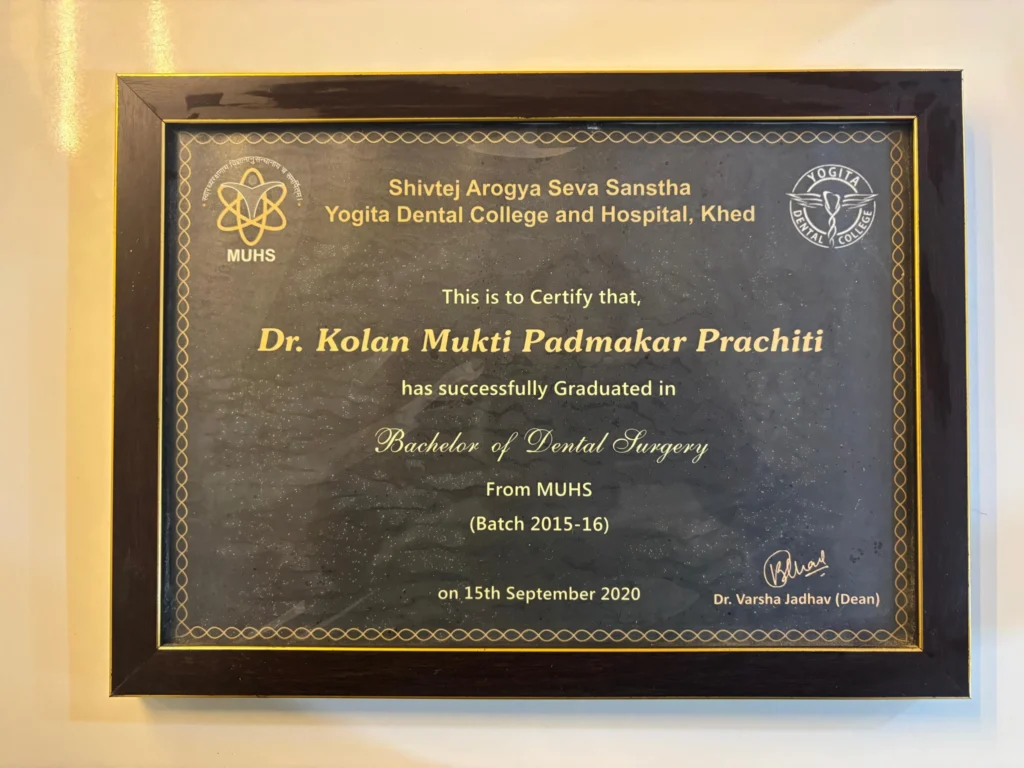 MUHS
Shivtej Arogya Seva Sanstha
Yogita Dental College and Hospital, Khed
YOGITA
DENTAL COLLEGE
This is to Certify that,
Dr. Kolan Mukti Padmakar Prachiti
has successfully Graduated in
Bachelor of Dental Surgery
From MUHS
(Batch 2015-16)
on 15th September 2020
Dr. Varsha Jadhav (Dean)